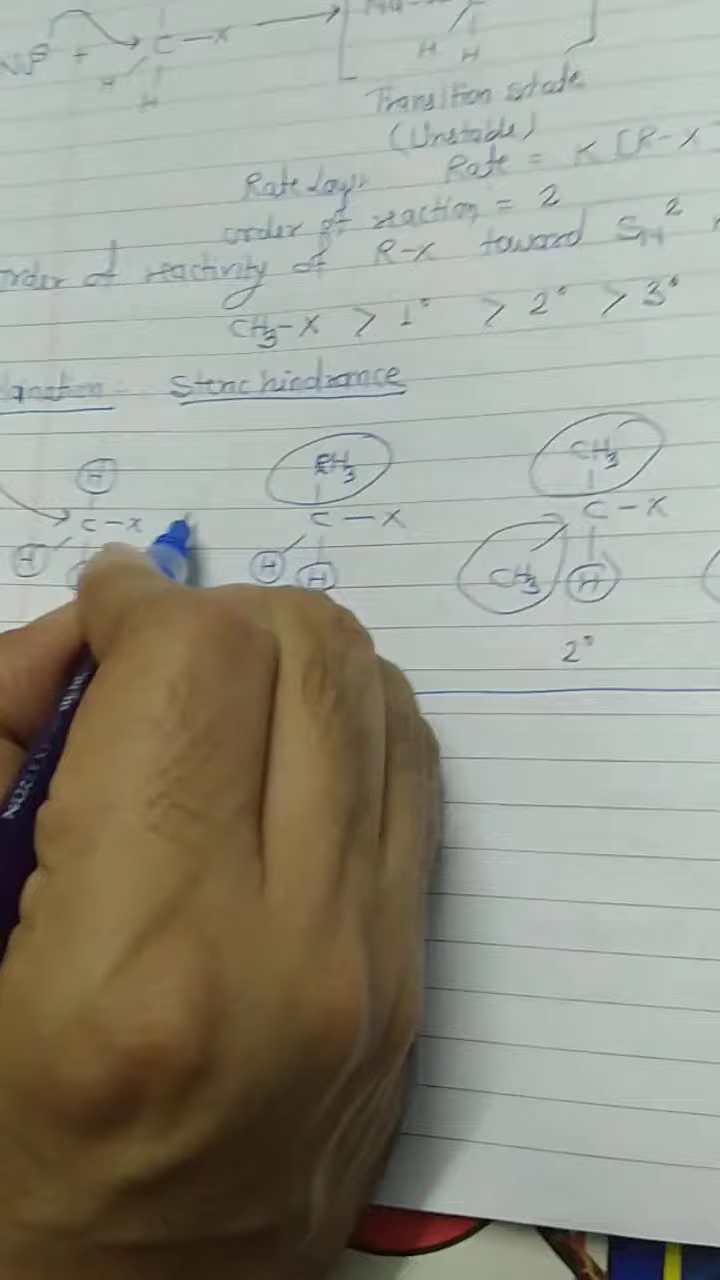 + C-X
H H H
Transition state
(Unstable)
Rate law: Rate = K [R-X
order of reaction = 2
order of reactivity of R-X toward SN2
CH3-X > 1° > 2° > 3°
Steric hindrance
H CH3 CH3
C-X C-X C-X
H H H CH3 H
2°